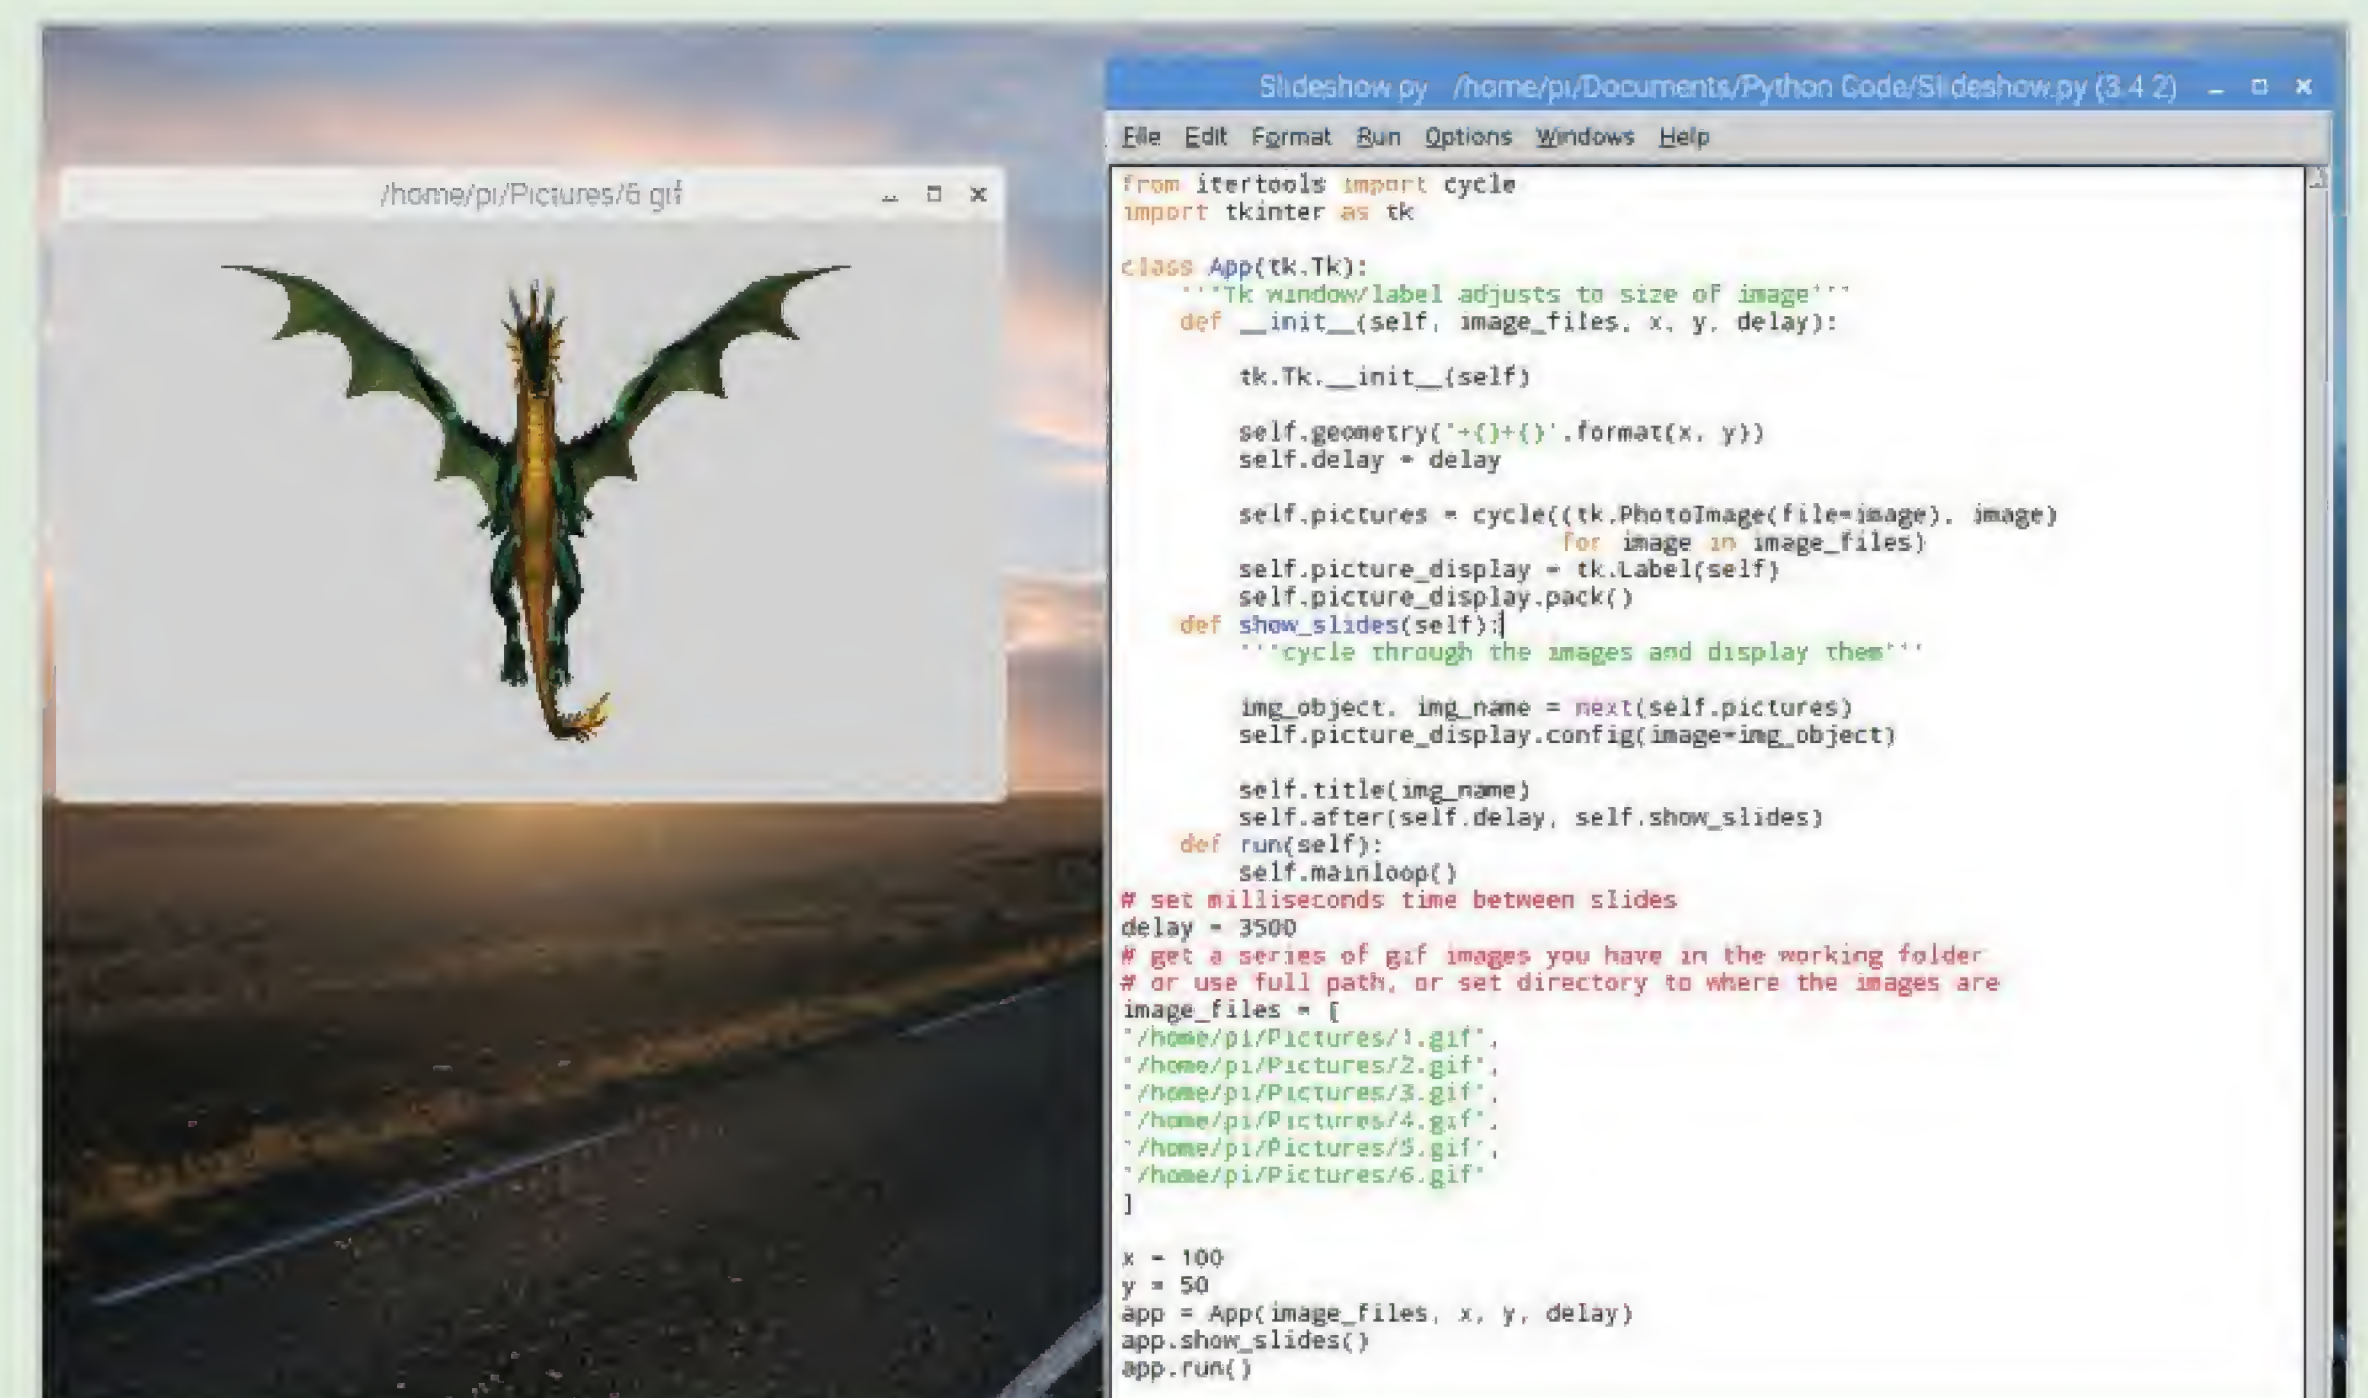 /home/pi/Pictures/6.gif
Slideshow.py /home/pi/Documents/Python Code/Slideshow.py (3.4.2)
File Edit Format Run Options Windows Help
from itertools import cycle
import tkinter as tk
class App(tk.Tk):
'''Tk window/label adjusts to size of image'''
def __init__(self, image_files, x, y, delay):
tk.Tk.__init__(self)
self.geometry('+{}+{}'.format(x, y))
self.delay = delay
self.pictures = cycle((tk.PhotoImage(file=image), image)
for image in image_files)
self.picture_display = tk.Label(self)
self.picture_display.pack()
def show_slides(self):
'''cycle through the images and display them'''
img_object, img_name = next(self.pictures)
self.picture_display.config(image=img_object)
self.title(img_name)
self.after(self.delay, self.show_slides)
def run(self):
self.mainloop()
# set milliseconds time between slides
delay = 3500
# get a series of gif images you have in the working folder
# or use full path, or set directory to where the images are
image_files = [
'/home/pi/Pictures/1.gif',
'/home/pi/Pictures/2.gif',
'/home/pi/Pictures/3.gif',
'/home/pi/Pictures/4.gif',
'/home/pi/Pictures/5.gif',
'/home/pi/Pictures/6.gif'
]
x = 100
y = 50
app = App(image_files, x, y, delay)
app.show_slides()
app.run()